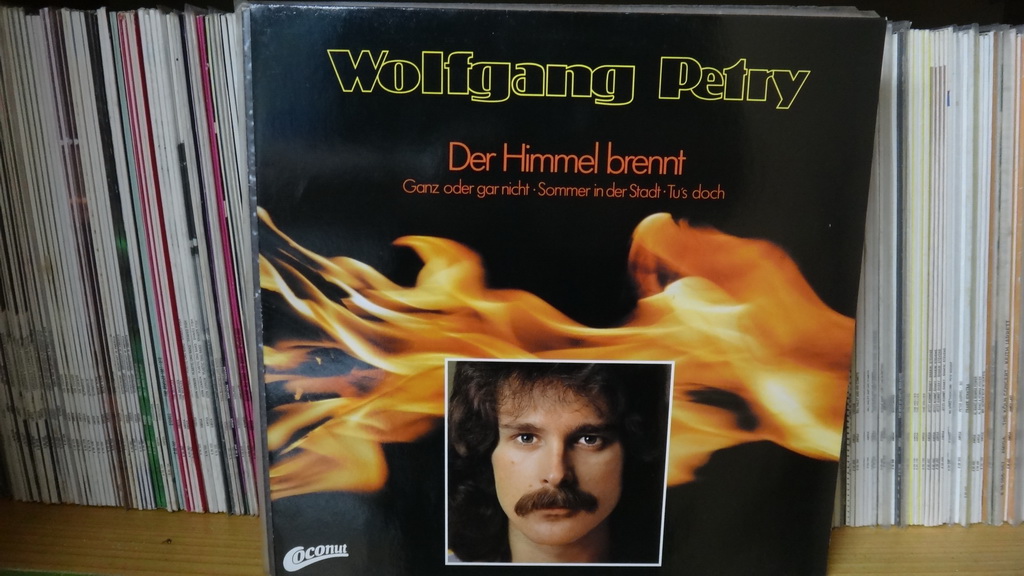 Wolfgang Petry
Der Himmel brennt
Ganz oder gar nicht · Sommer in der Stadt · Tu's doch
Coconut